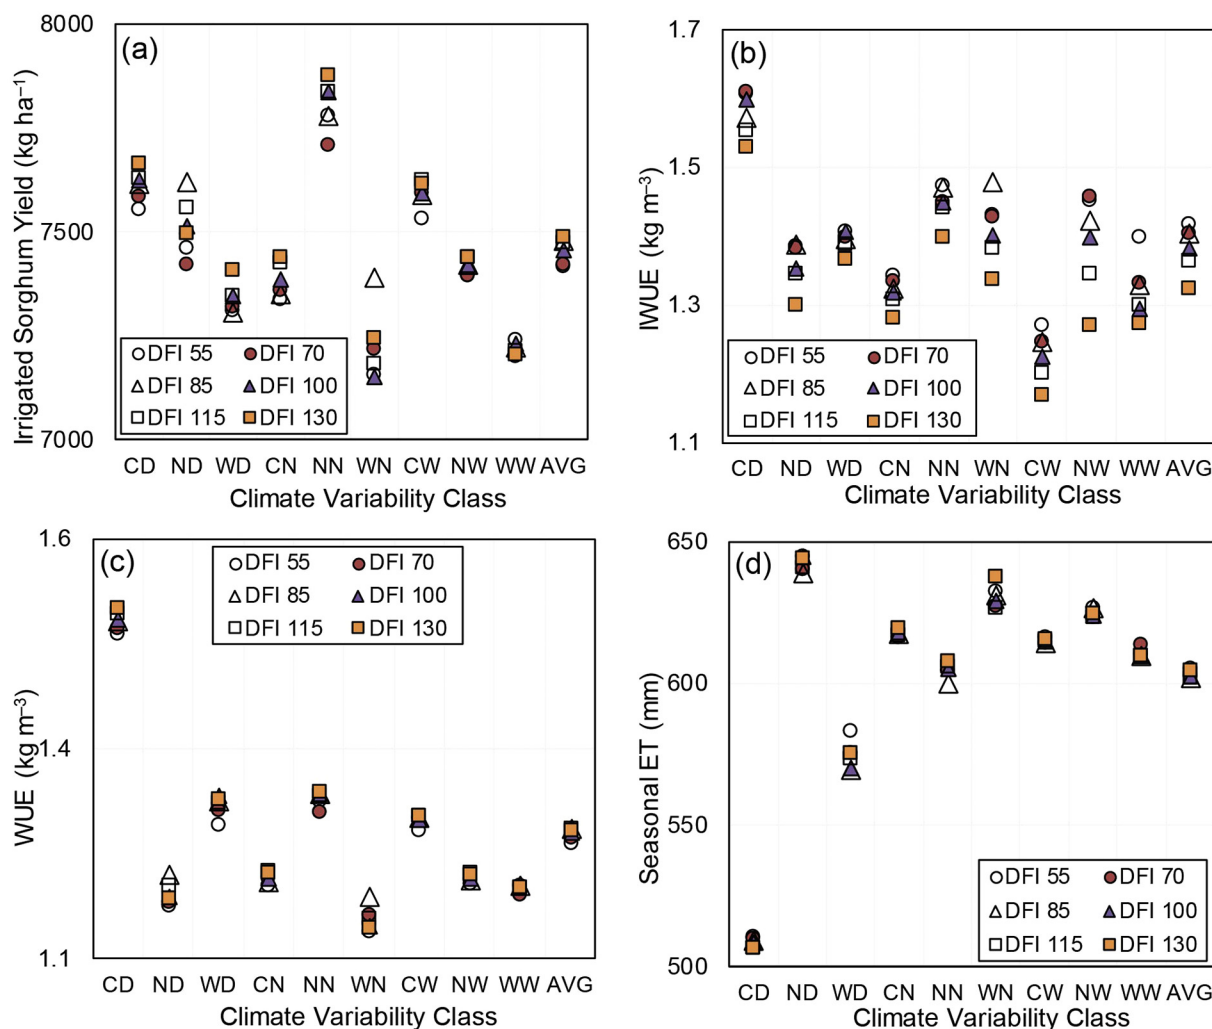 (a)
8000
7500
7000
Irrigated Sorghum Yield (kg ha⁻¹)
DFI 55 DFI 70
DFI 85 DFI 100
DFI 115 DFI 130
CD ND WD CN NN WN CW NW WW AVG
Climate Variability Class
(b)
1.7
1.5
1.3
1.1
IWUE (kg m⁻³)
DFI 55 DFI 70
DFI 85 DFI 100
DFI 115 DFI 130
CD ND WD CN NN WN CW NW WW AVG
Climate Variability Class
(c)
1.6
1.4
1.1
WUE (kg m⁻³)
DFI 55 DFI 70
DFI 85 DFI 100
DFI 115 DFI 130
CD ND WD CN NN WN CW NW WW AVG
Climate Variability Class
(d)
650
600
550
500
Seasonal ET (mm)
DFI 55 DFI 70
DFI 85 DFI 100
DFI 115 DFI 130
CD ND WD CN NN WN CW NW WW AVG
Climate Variability Class